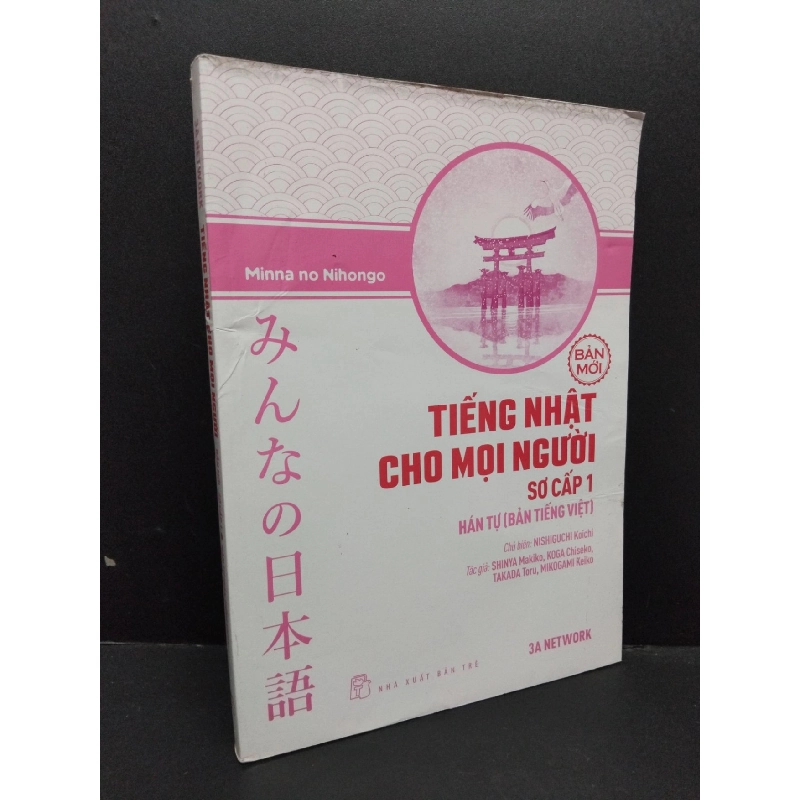 Minna no Nihongo
みんなの日本語
BẢN MỚI
TIẾNG NHẬT
CHO MỌI NGƯỜI
SƠ CẤP 1
HÁN TỰ (BẢN TIẾNG VIỆT)
Chủ biên: NISHIGUCHI Koichi
Tác giả: SHINYA Makiko, KOGA Chiseko,
TAKADA Toru, MIKOGAMI Keiko
3A NETWORK
NHÀ XUẤT BẢN TRẺ